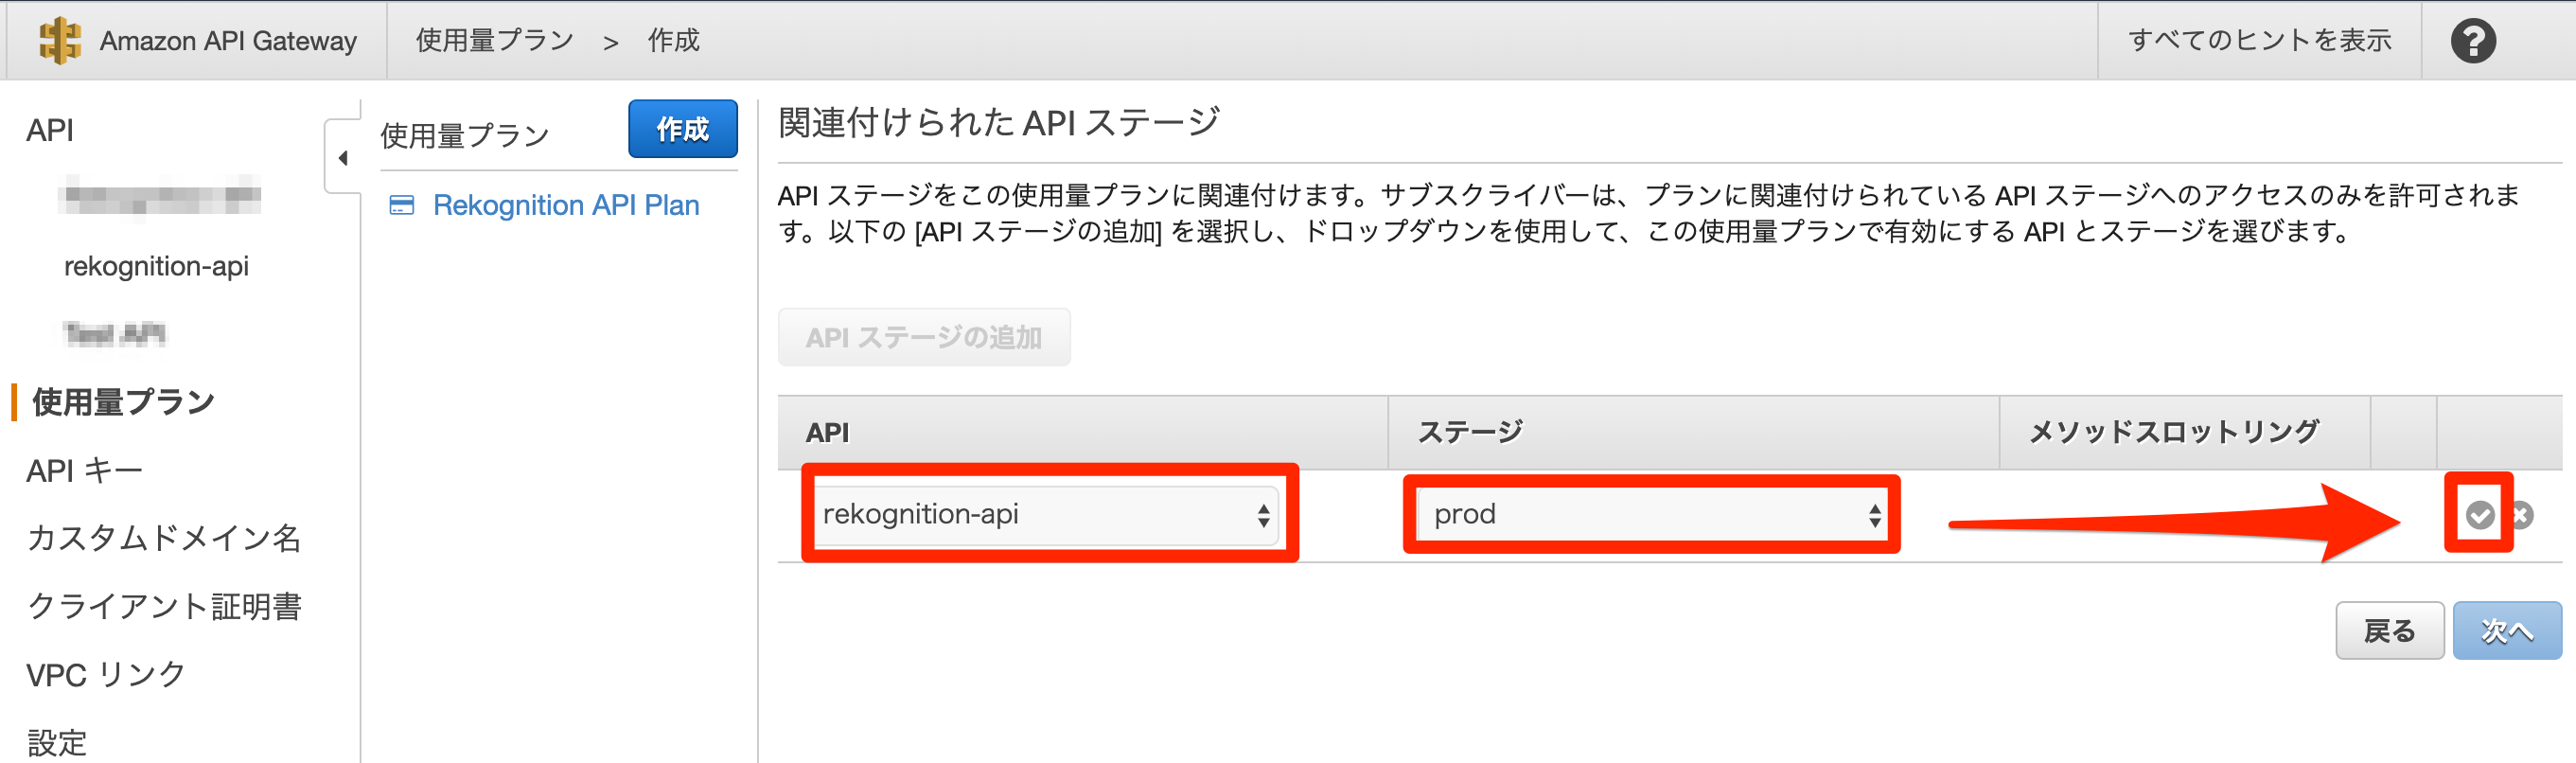 Amazon API Gateway
使用量プラン > 作成
すべてのヒントを表示
?
API
rekognition-api
使用量プラン
API キー
カスタムドメイン名
クライアント証明書
VPC リンク
設定
使用量プラン
作成
Rekognition API Plan
関連付けられた API ステージ
API ステージをこの使用量プランに関連付けます。サブスクライバーは、プランに関連付けられている API ステージへのアクセスのみを許可されま
す。以下の [API ステージの追加] を選択し、ドロップダウンを使用して、この使用量プランで有効にする API とステージを選びます。
API ステージの追加
API ステージ メソッドスロットリング
rekognition-api prod
戻る 次へ